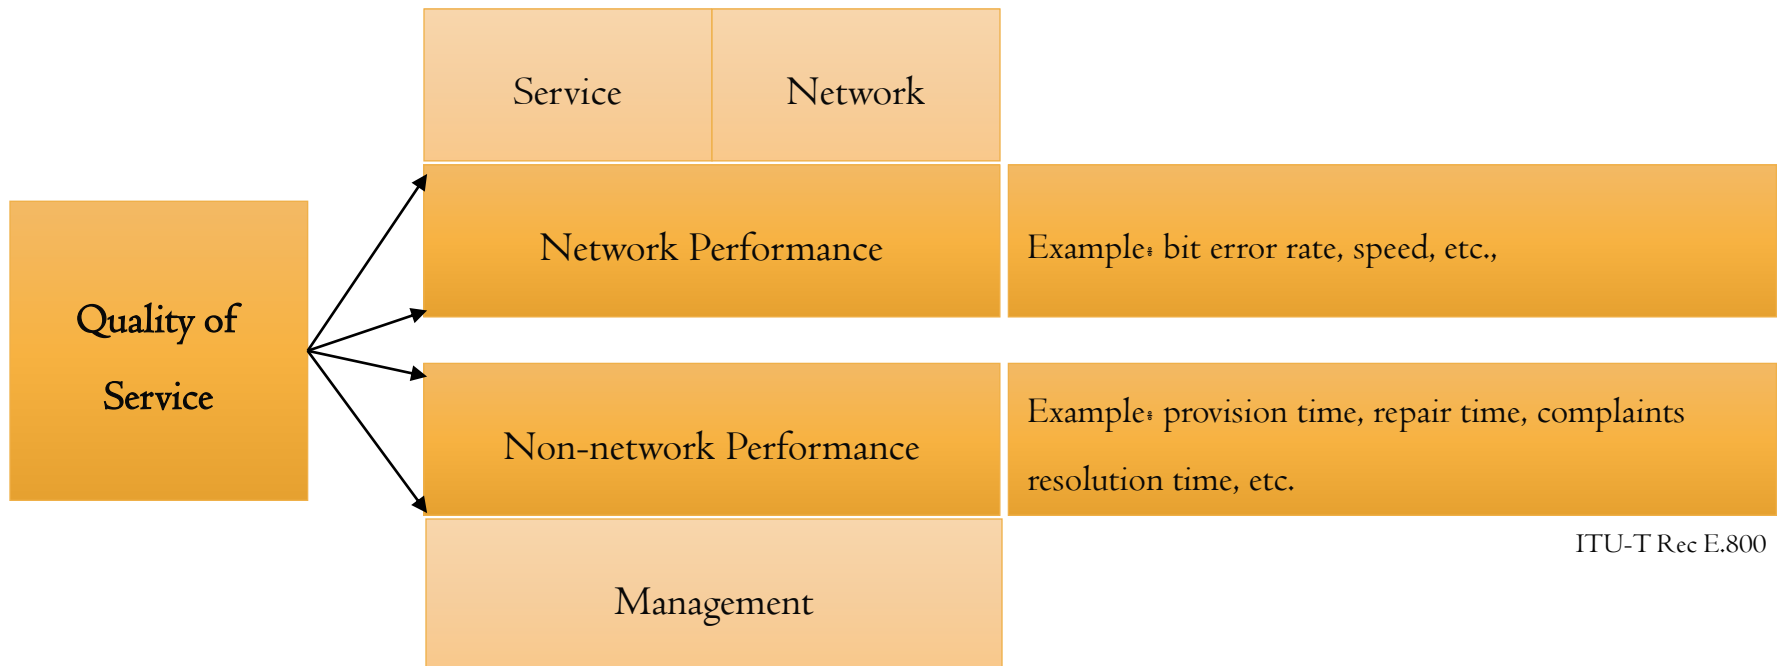 Service
Network
Network Performance
Example: bit error rate, speed, etc.,
Quality of
Service
Non-network Performance
Example: provision time, repair time, complaints
resolution time, etc.
ITU-T Rec E.800
Management